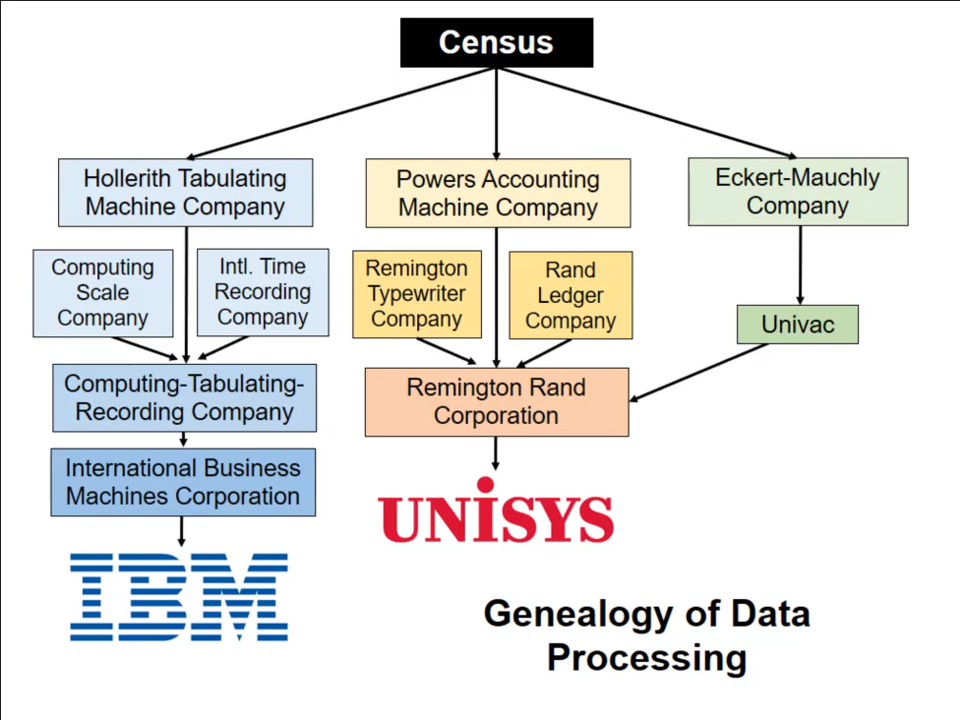 Census
Hollerith Tabulating
Machine Company
Powers Accounting
Machine Company
Eckert-Mauchly
Company
Computing
Scale
Company
Intl. Time
Recording
Company
Remington
Typewriter
Company
Rand
Ledger
Company
Univac
Computing-Tabulating-
Recording Company
Remington Rand
Corporation
International Business
Machines Corporation
UNiSYS
IBM
Genealogy of Data
Processing